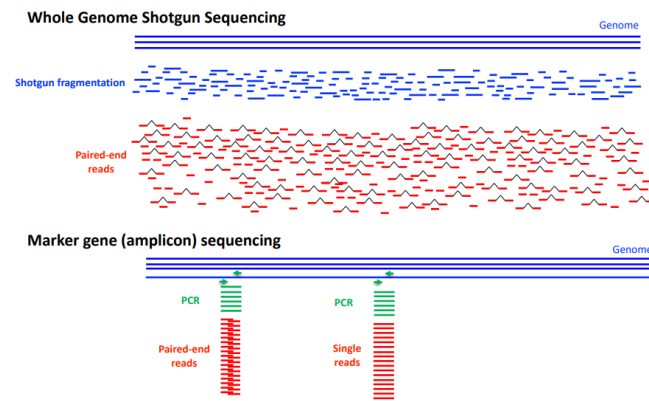 Whole Genome Shotgun Sequencing
Genome
Shotgun fragmentation
Paired-end
reads
Marker gene (amplicon) sequencing
Genome
PCR
PCR
Paired-end
reads
Single
reads